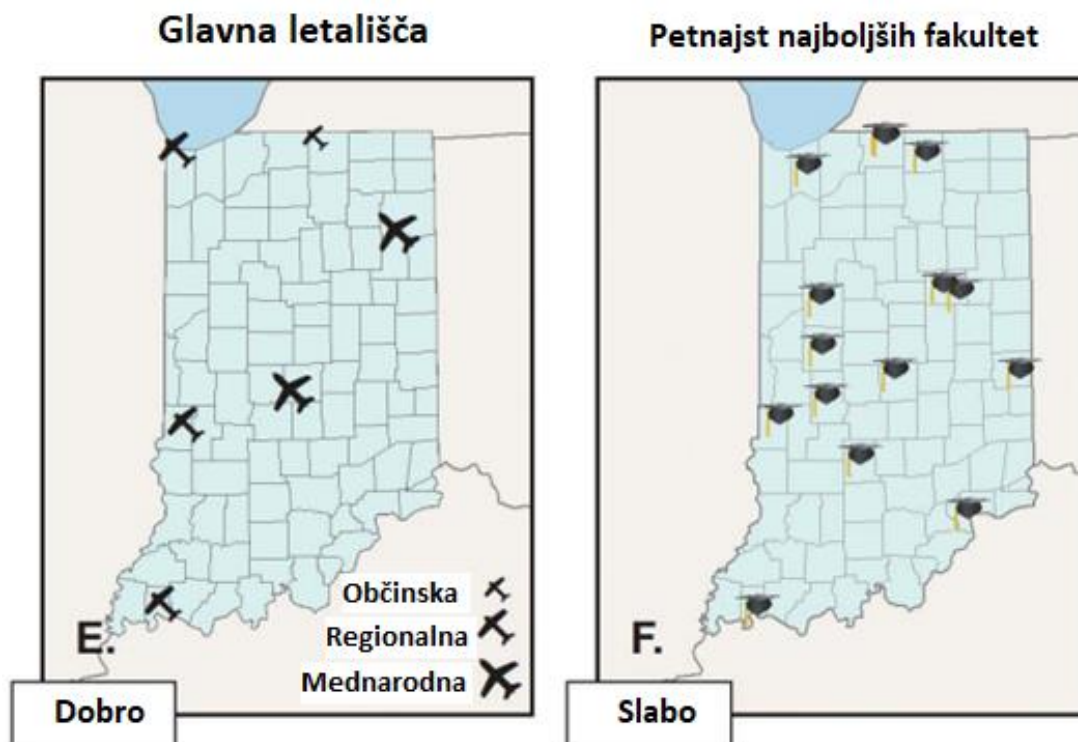 Glavna letališča
Petnajst najboljših fakultet
Občinska
Regionalna
Mednarodna
E.
Dobro
F.
Slabo